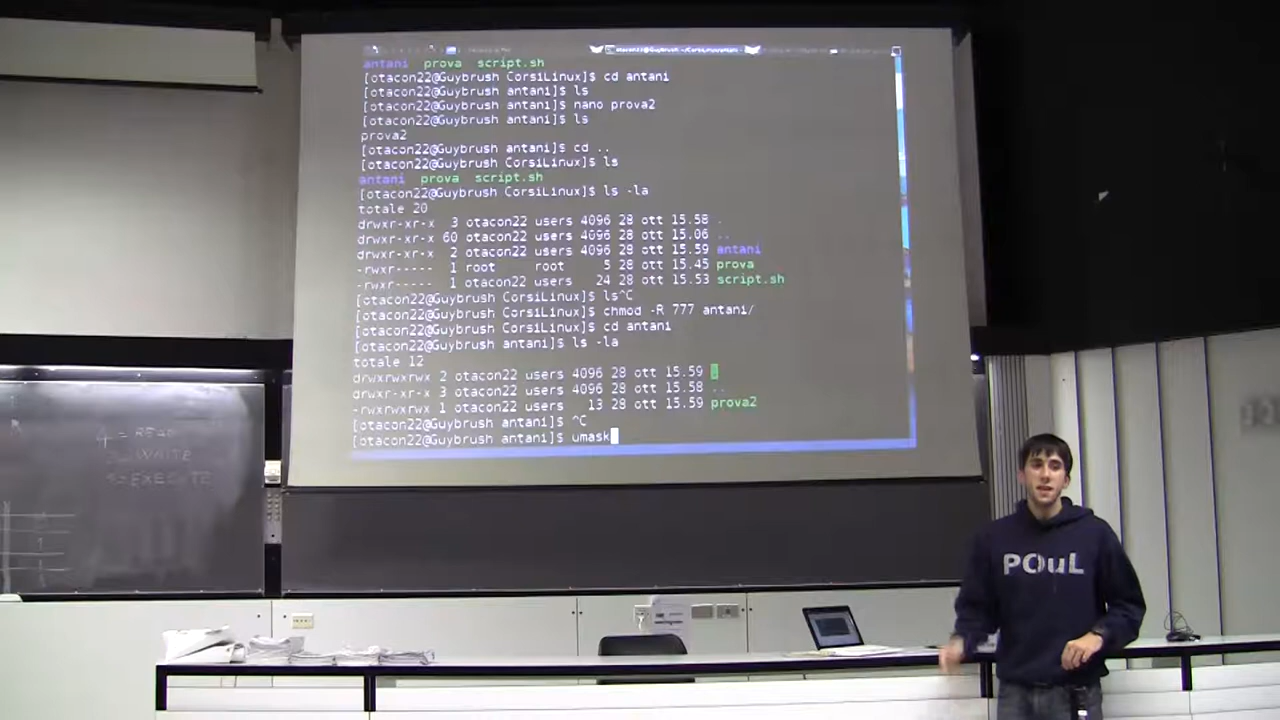 antani prova script.sh
[otacon22@Guybrush CorsiLinux]$ cd antani
[otacon22@Guybrush antani]$ ls
[otacon22@Guybrush antani]$ nano prova2
[otacon22@Guybrush antani]$ ls
prova2
[otacon22@Guybrush antani]$ cd ..
[otacon22@Guybrush CorsiLinux]$ ls
antani prova script.sh
[otacon22@Guybrush CorsiLinux]$ ls -la
totale 20
drwxr-xr-x 3 otacon22 users 4096 28 ott 15.58 .
drwxr-xr-x 60 otacon22 users 4096 28 ott 15.06 ..
drwxr-xr-x 2 otacon22 users 4096 28 ott 15.59 antani
-rwxr----- 1 root root 5 28 ott 15.45 prova
-rwxr----- 1 otacon22 users 24 28 ott 15.53 script.sh
[otacon22@Guybrush CorsiLinux]$ ls^C
[otacon22@Guybrush CorsiLinux]$ chmod -R 777 antani/
[otacon22@Guybrush CorsiLinux]$ cd antani
[otacon22@Guybrush antani]$ ls -la
totale 12
drwxrwxrwx 2 otacon22 users 4096 28 ott 15.59 .
drwxr-xr-x 3 otacon22 users 4096 28 ott 15.58 ..
-rwxrwxrwx 1 otacon22 users 13 28 ott 15.59 prova2
[otacon22@Guybrush antani]$ ^C
[otacon22@Guybrush antani]$ umask
4 = READ
WRITE
EXECUTE
POuL